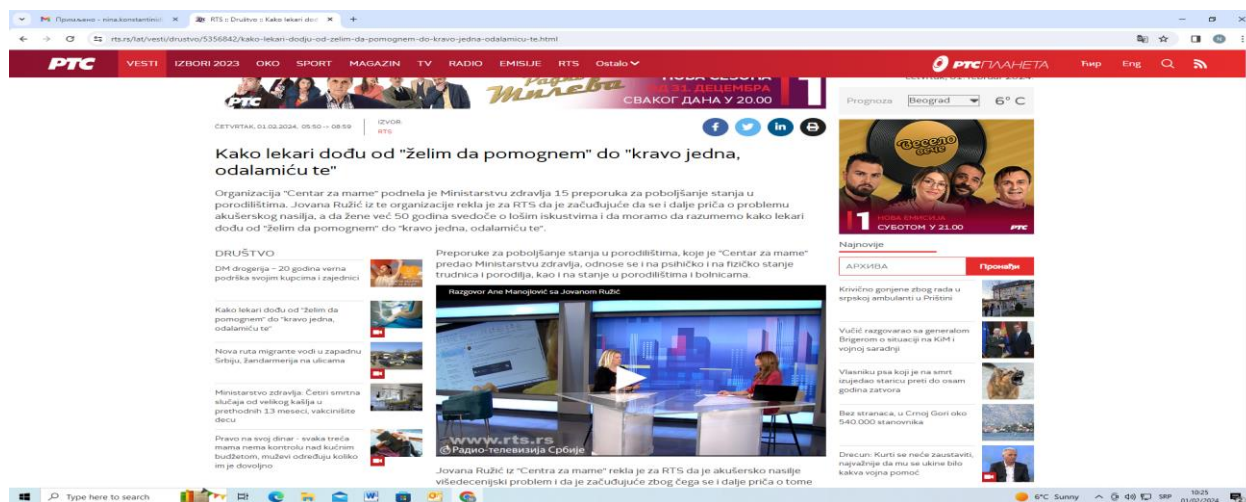 Примљено - nina.konstantinic
RTS :: Društvo :: Kako lekari dođ
rts.rs/lat/vesti/drustvo/5356842/kako-lekari-dodju-od-zelim-da-pomognem-do-kravo-jedna-odalamicu-te.html
РТС VESTI IZBORI 2023 OKO SPORT MAGAZIN TV RADIO EMISIJE RTS Ostalo
РТС ПЛАНЕТА Ћир Eng
РТС
Милева
НОВА СЕЗОНА
ОД 31. ДЕЦЕМБРА
СВАКОГ ДАНА У 20.00
1
četvrtak, 01. februar 2024.
Prognoza Beograd 6° C
ČETVRTAK, 01.02.2024, 05:50 -> 08:59
IZVOR:
RTS
Kako lekari dođu od "želim da pomognem" do "kravo jedna,
odalamiću te"
Organizacija "Centar za mame" podnela je Ministarstvu zdravlja 15 preporuka za poboljšanje stanja u
porodilištima. Jovana Ružić iz te organizacije rekla je za RTS da je začuđujuće da se i dalje priča o problemu
akušerskog nasilja, a da žene već 50 godina svedoče o lošim iskustvima i da moramo da razumemo kako lekari
dođu od "želim da pomognem" do "kravo jedna, odalamiću te".
DRUŠTVO
DM drogerija – 20 godina verna
podrška svojim kupcima i zajednici
Kako lekari dođu od "želim da
pomognem" do "kravo jedna,
odalamiću te"
Nova ruta migrante vodi u zapadnu
Srbiju, žandarmerija na ulicama
Ministarstvo zdravlja: Četiri smrtna
slučaja od velikog kašlja u
prethodnih 13 meseci, vakcinišite
decu
Pravo na svoj dinar - svaka treća
mama nema kontrolu nad kućnim
budžetom, muževi određuju koliko
im je dovoljno
Preporuke za poboljšanje stanja u porodilištima, koje je "Centar za mame"
predao Ministarstvu zdravlja, odnose se i na psihičko i na fizičko stanje
trudnica i porodilja, kao i na stanje u porodilištima i bolnicama.
Razgovor Ane Manojlović sa Jovanom Ružić
www.rts.rs
©Радио-телевизија Србије
Jovana Ružić iz "Centra za mame" rekla je za RTS da je akušersko nasilje
višedecenijski problem i da je začuđujuće zbog čega se i dalje priča o tome
Весело
вече
1
НОВА ЕМИСИЈА
СУБОТОМ У 21.00
РТС
Najnovije
АРХИВА Пронађи
Krivično gonjene zbog rada u
srpskoj ambulanti u Prištini
Vučić razgovarao sa generalom
Brigerom o situaciji na KiM i
vojnoj saradnji
Vlasniku psa koji je na smrt
izujedao staricu preti do osam
godina zatvora
Bez stranaca, u Crnoj Gori oko
540.000 stanovnika
Drecun: Kurti se neće zaustaviti,
najvažnije da mu se ukine bilo
kakva vojna pomoć
Type here to search
6°C Sunny
SRP
10:25
01/02/2024